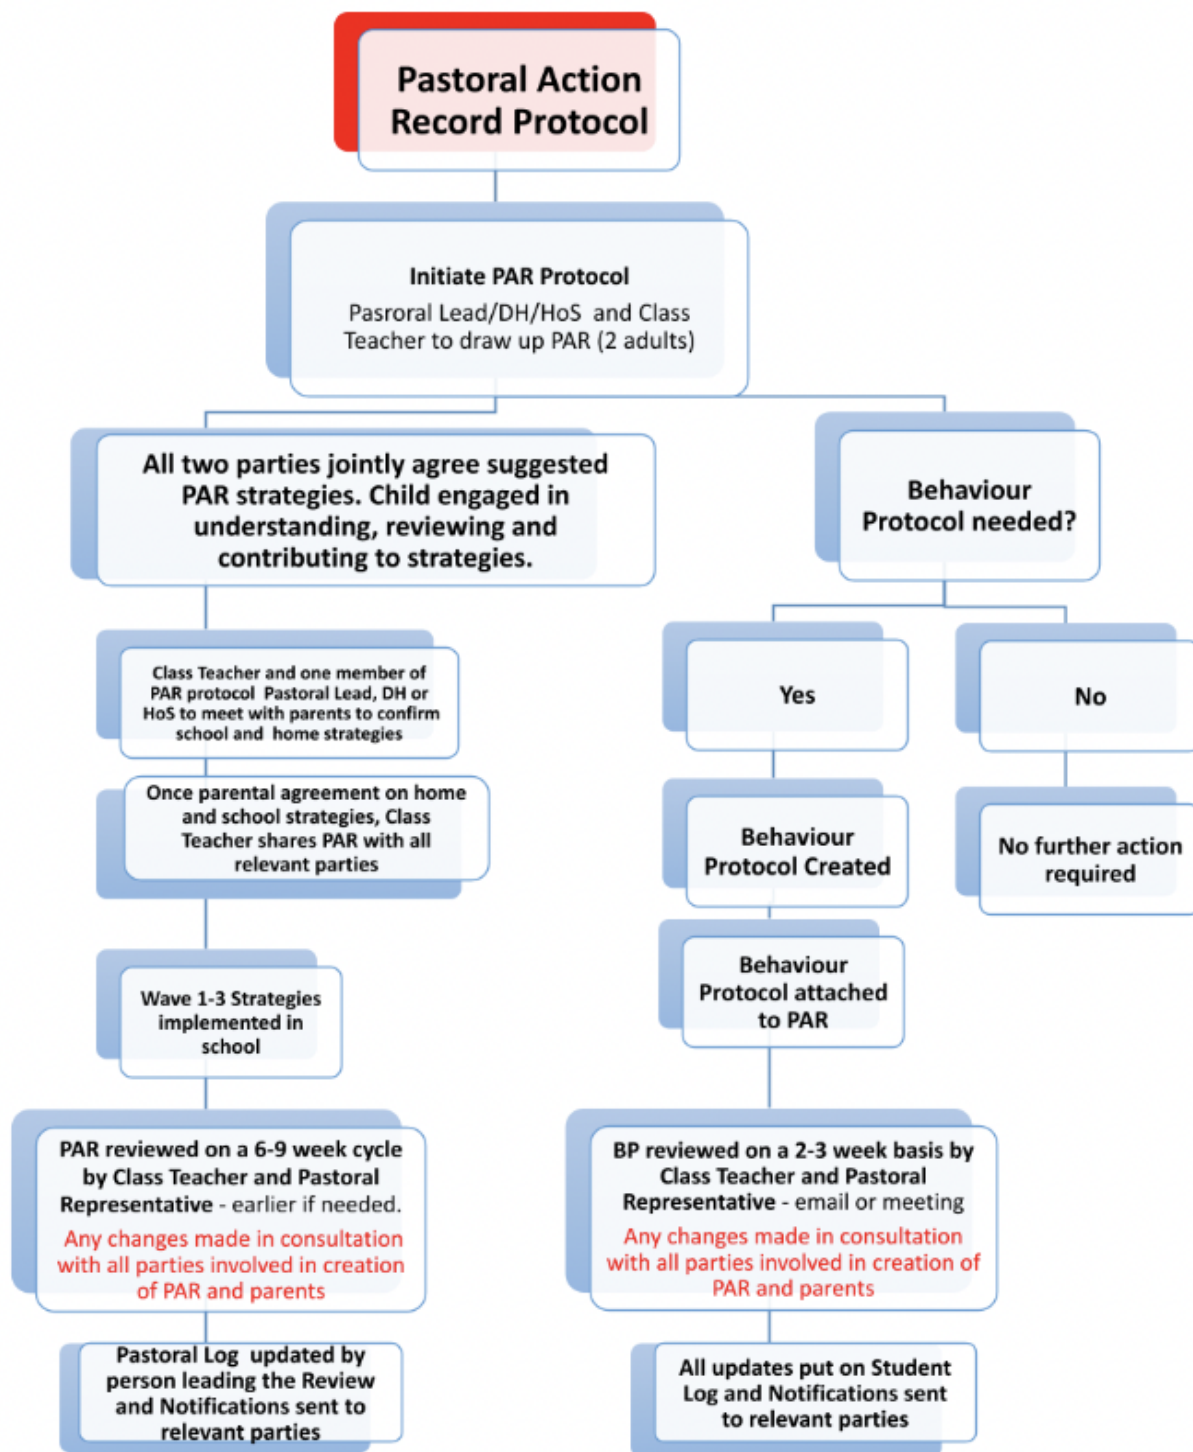 Pastoral Action
Record Protocol
Initiate PAR Protocol
Pasroral Lead/DH/HoS and Class
Teacher to draw up PAR (2 adults)
All two parties jointly agree suggested
PAR strategies. Child engaged in
understanding, reviewing and
contributing to strategies.
Class Teacher and one member of
PAR protocol Pastoral Lead, DH or
HoS to meet with parents to confirm
school and home strategies
Once parental agreement on home
and school strategies, Class
Teacher shares PAR with all
relevant parties
Wave 1-3 Strategies
implemented in
school
PAR reviewed on a 6-9 week cycle
by Class Teacher and Pastoral
Representative - earlier if needed.
Any changes made in consultation
with all parties involved in creation
of PAR and parents
Pastoral Log updated by
person leading the Review
and Notifications sent to
relevant parties
Behaviour
Protocol needed?
Yes
Behaviour
Protocol Created
Behaviour
Protocol attached
to PAR
BP reviewed on a 2-3 week basis by
Class Teacher and Pastoral
Representative - email or meeting
Any changes made in consultation
with all parties involved in creation of
PAR and parents
All updates put on Student
Log and Notifications sent
to relevant parties
No
No further action
required